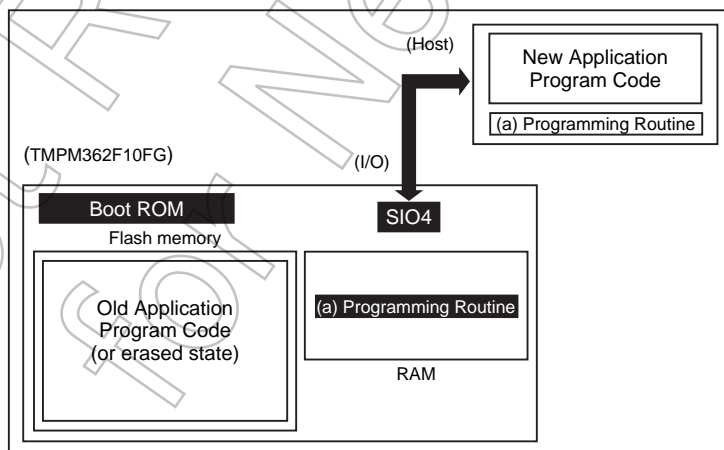 (Host)
New Application
Program Code
(a) Programming Routine
(TMPM362F10FG)
(I/O)
Boot ROM
SIO4
Flash memory
Old Application
Program Code
(or erased state)
(a) Programming Routine
RAM